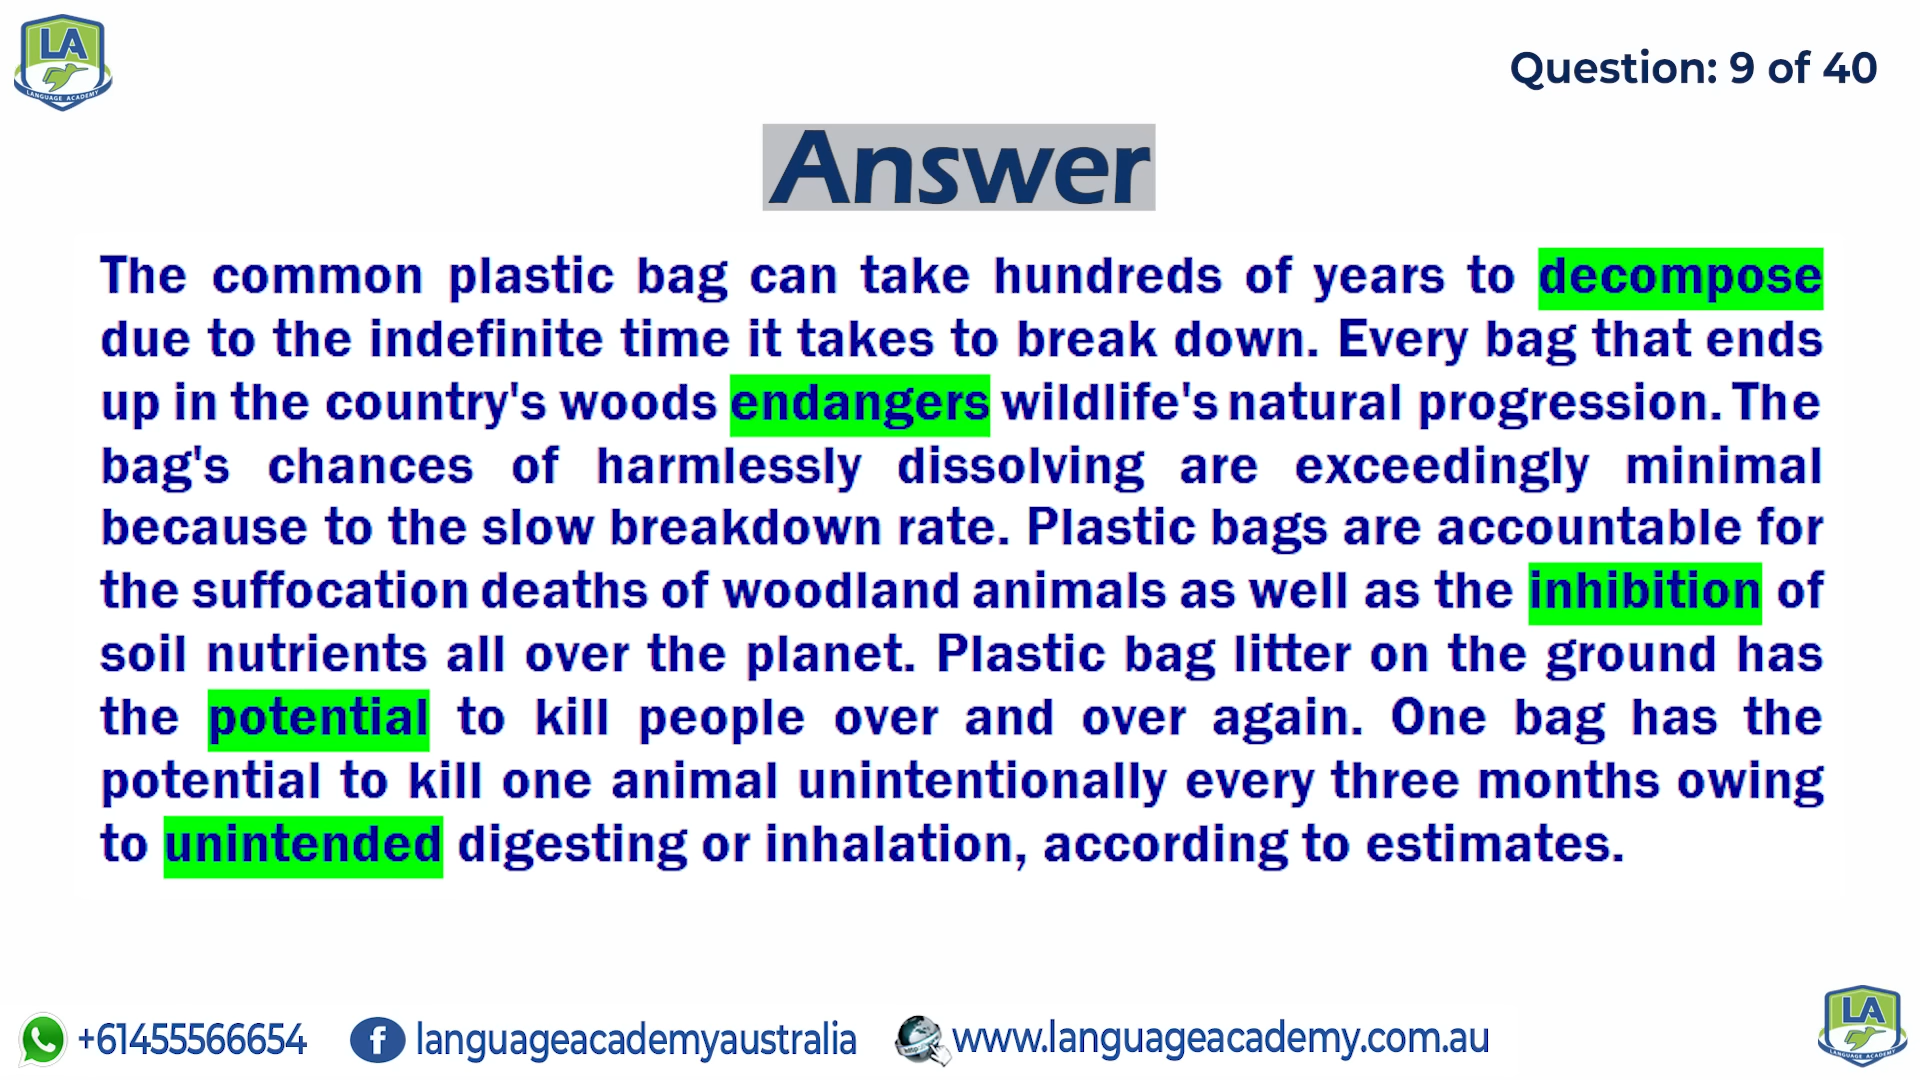 LA
LANGUAGE ACADEMY
Question: 9 of 40
Answer
The common plastic bag can take hundreds of years to decompose
due to the indefinite time it takes to break down. Every bag that ends
up in the country's woods endangers wildlife's natural progression. The
bag's chances of harmlessly dissolving are exceedingly minimal
because to the slow breakdown rate. Plastic bags are accountable for
the suffocation deaths of woodland animals as well as the inhibition of
soil nutrients all over the planet. Plastic bag litter on the ground has
the potential to kill people over and over again. One bag has the
potential to kill one animal unintentionally every three months owing
to unintended digesting or inhalation, according to estimates.
+61455566654
f languageacademyaustralia
http://
www.languageacademy.com.au
LA
LANGUAGE ACADEMY